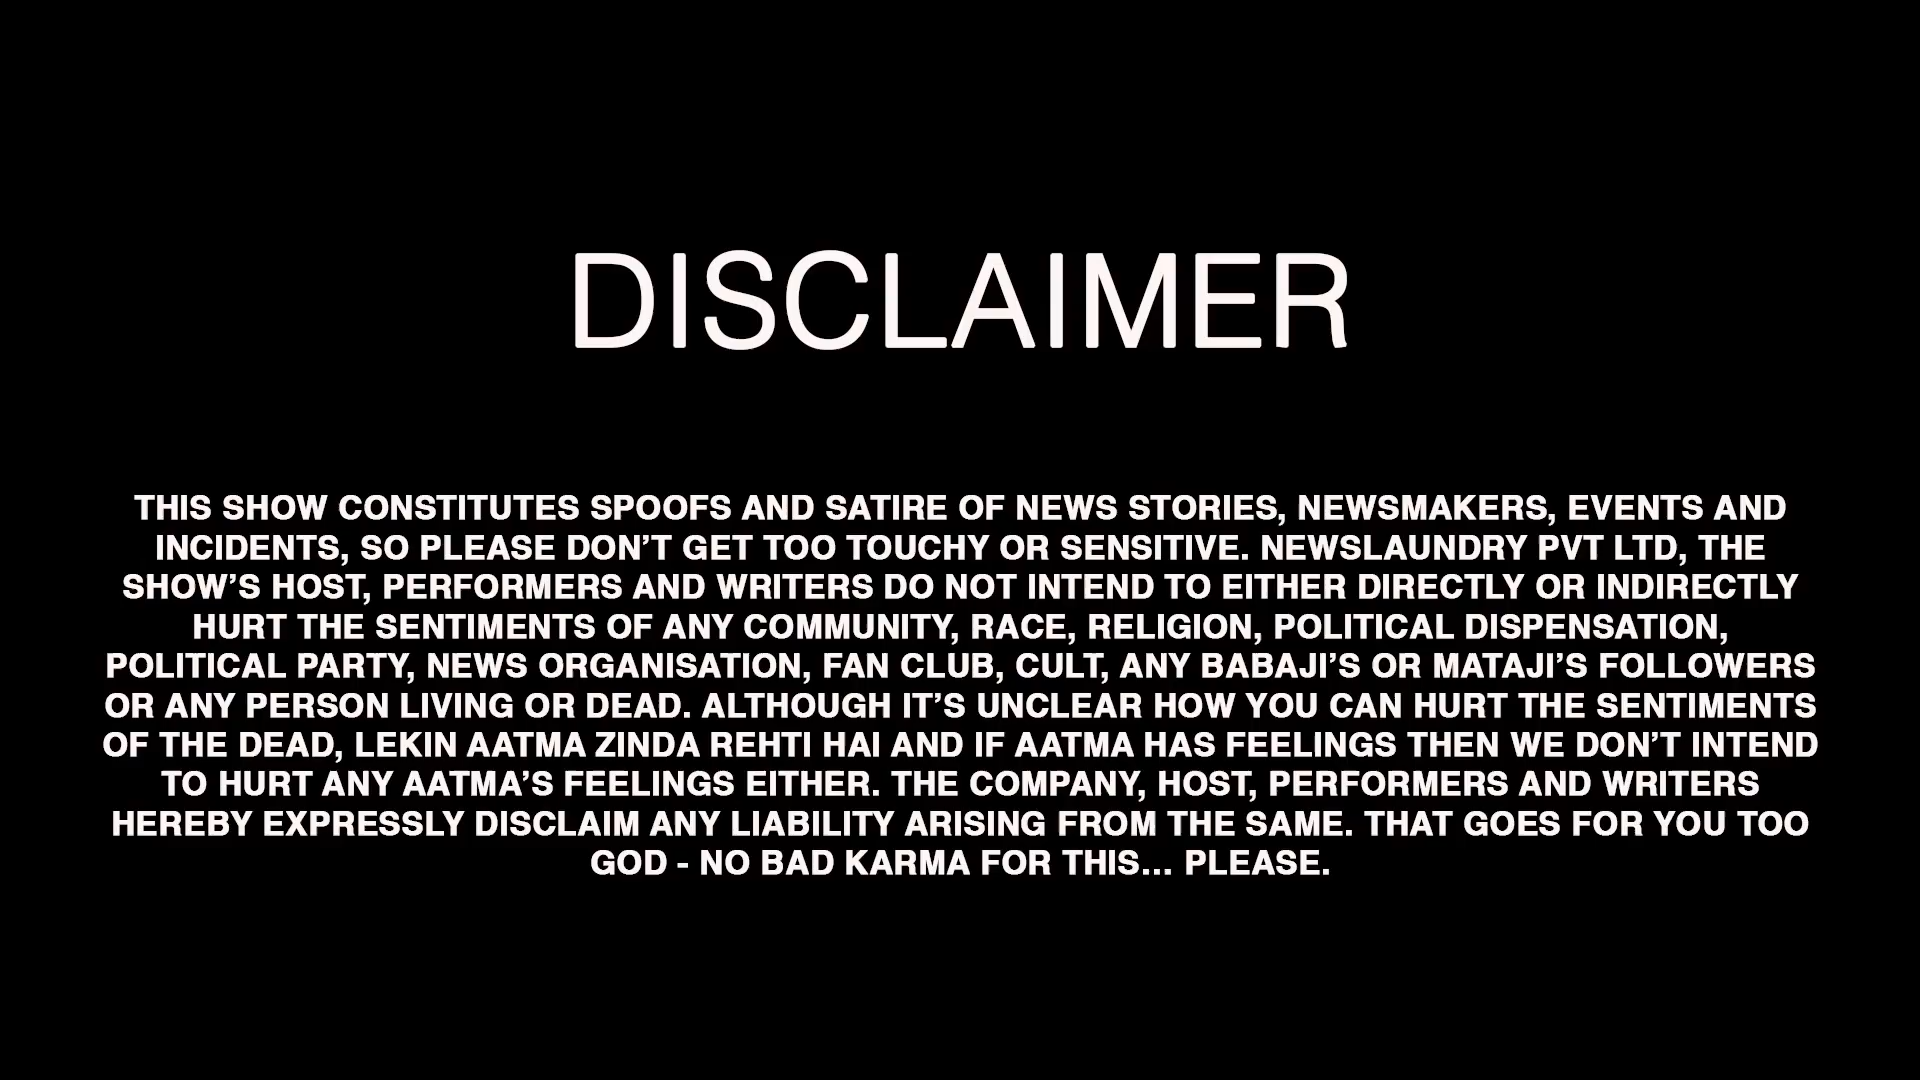 DISCLAIMER
THIS SHOW CONSTITUTES SPOOFS AND SATIRE OF NEWS STORIES, NEWSMAKERS, EVENTS AND
INCIDENTS, SO PLEASE DON’T GET TOO TOUCHY OR SENSITIVE. NEWSLAUNDRY PVT LTD, THE
SHOW’S HOST, PERFORMERS AND WRITERS DO NOT INTEND TO EITHER DIRECTLY OR INDIRECTLY
HURT THE SENTIMENTS OF ANY COMMUNITY, RACE, RELIGION, POLITICAL DISPENSATION,
POLITICAL PARTY, NEWS ORGANISATION, FAN CLUB, CULT, ANY BABAJI’S OR MATAJI’S FOLLOWERS
OR ANY PERSON LIVING OR DEAD. ALTHOUGH IT’S UNCLEAR HOW YOU CAN HURT THE SENTIMENTS
OF THE DEAD, LEKIN AATMA ZINDA REHTI HAI AND IF AATMA HAS FEELINGS THEN WE DON’T INTEND
TO HURT ANY AATMA’S FEELINGS EITHER. THE COMPANY, HOST, PERFORMERS AND WRITERS
HEREBY EXPRESSLY DISCLAIM ANY LIABILITY ARISING FROM THE SAME. THAT GOES FOR YOU TOO
GOD - NO BAD KARMA FOR THIS... PLEASE.